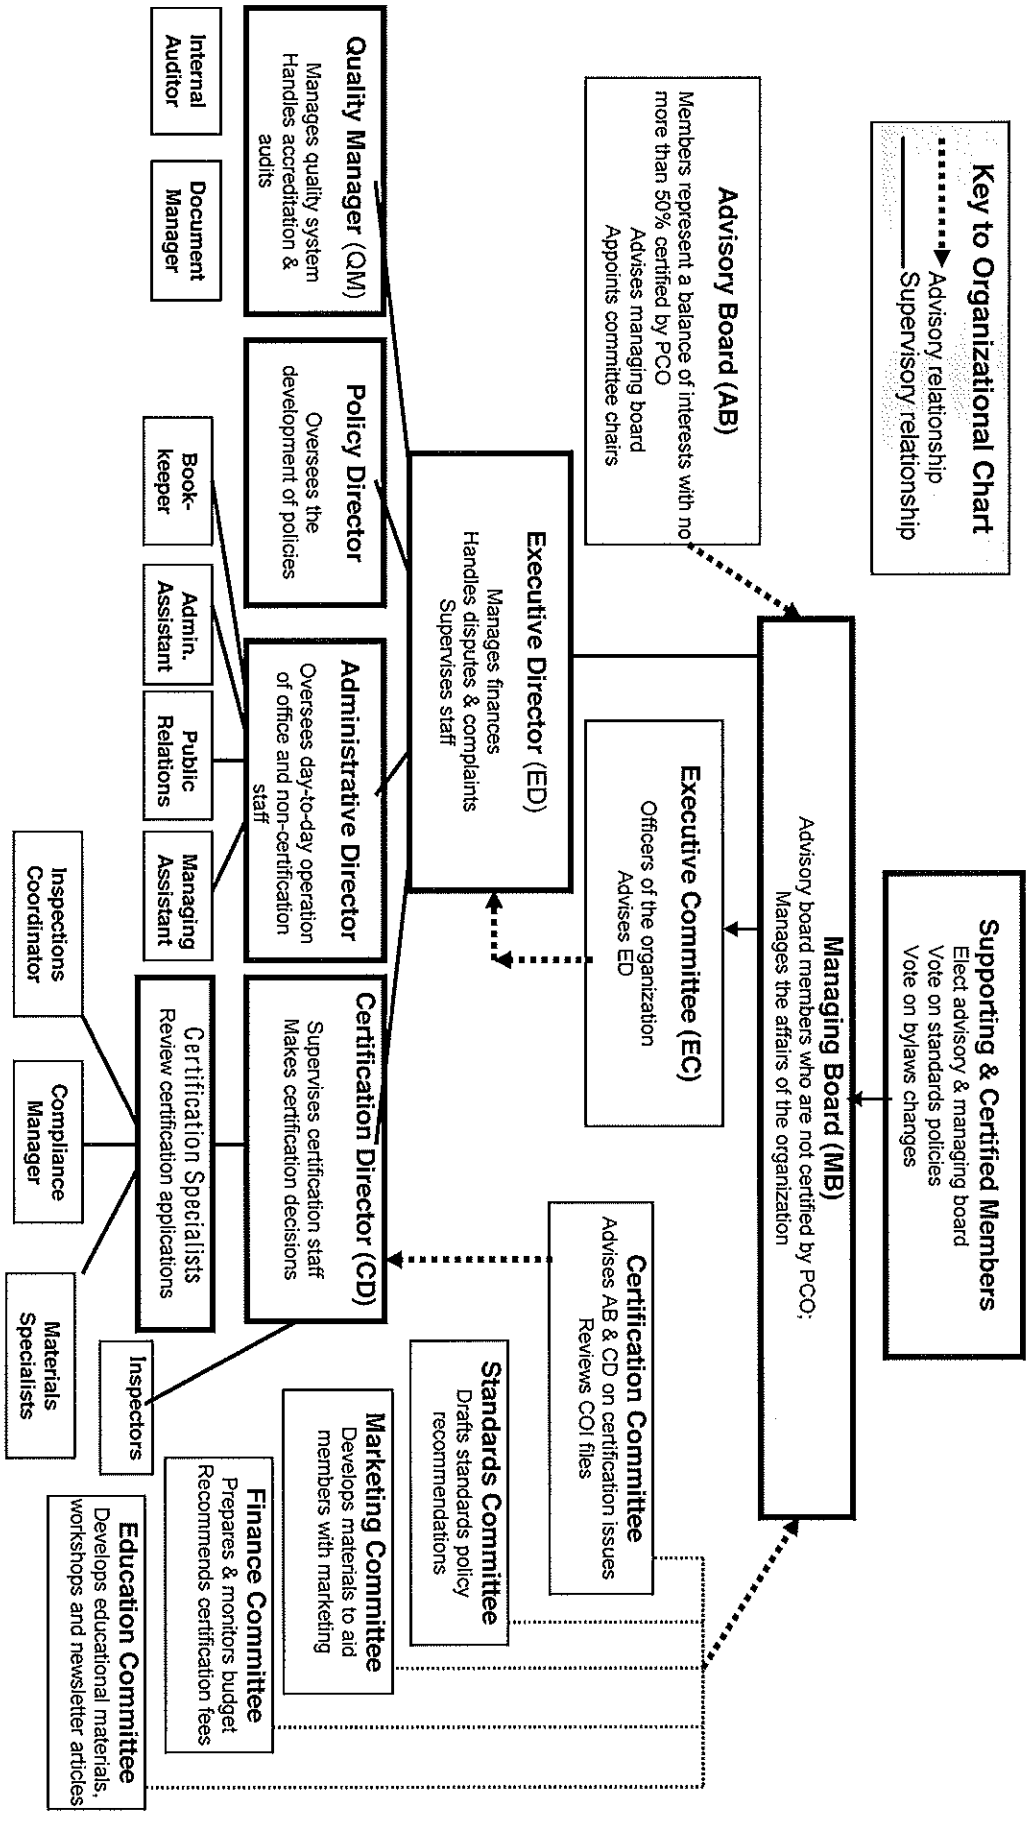 Key to Organizational Chart
Advisory relationship
Supervisory relationship
Supporting & Certified Members
Elect advisory & managing board
Vote on standards policies
Vote on bylaws changes
Managing Board (MB)
Advisory board members who are not certified by PCO;
Manages the affairs of the organization
Advisory Board (AB)
Members represent a balance of interests with no
more than 50% certified by PCO
Advises managing board
Appoints committee chairs
Executive Committee (EC)
Officers of the organization
Advises ED
Executive Director (ED)
Manages finances
Handles disputes & complaints
Supervises staff
Certification Committee
Advises AB & CD on certification issues
Reviews COI files
Standards Committee
Drafts standards policy
recommendations
Marketing Committee
Develops materials to aid
members with marketing
Finance Committee
Prepares & monitors budget
Recommends certification fees
Education Committee
Develops educational materials,
workshops and newsletter articles
Quality Manager (QM)
Manages quality system
Handles accreditation &
audits
Policy Director
Oversees the
development of policies
Administrative Director
Oversees day-to-day operation
of office and non-certification
staff
Certification Director (CD)
Supervises certification staff
Makes certification decisions
Internal
Auditor
Document
Manager
Book-
keeper
Admin.
Assistant
Public
Relations
Managing
Assistant
Certification Specialists
Review certification applications
Inspectors
Inspections
Coordinator
Compliance
Manager
Materials
Specialists